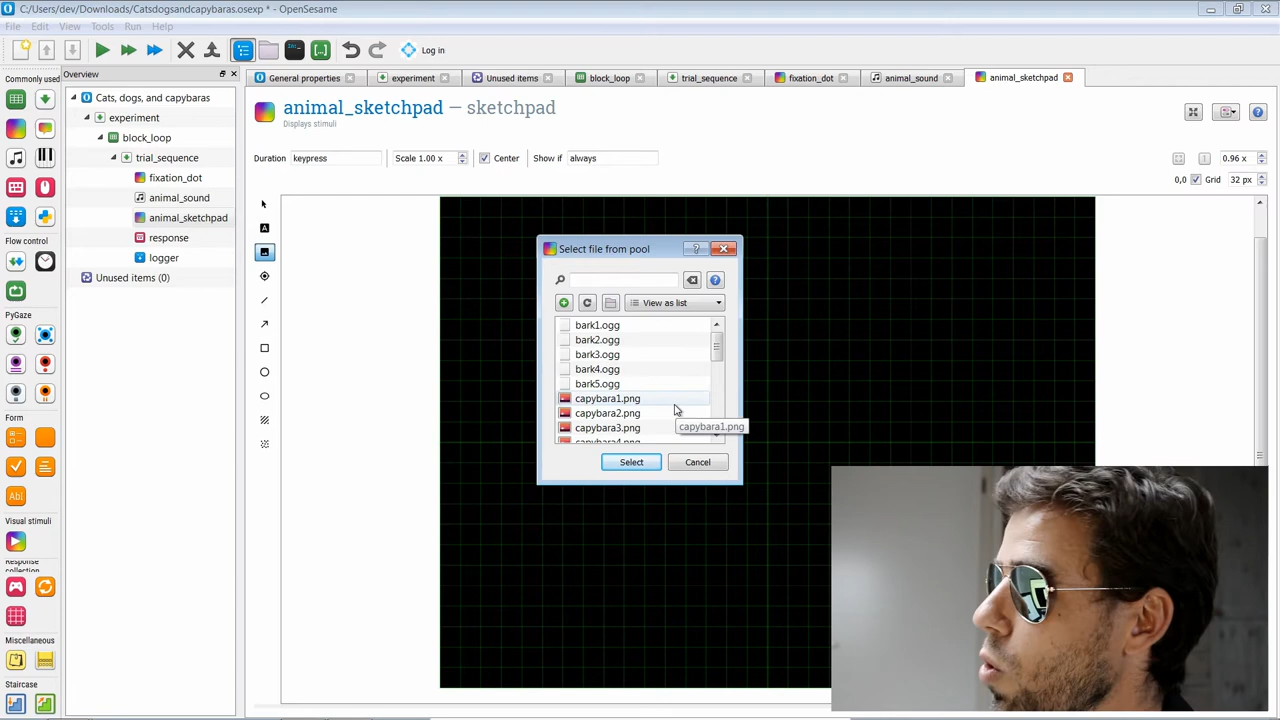 C:/Users/dev/Downloads/Catsdogsandcapybaras.osexp * - OpenSesame
File Edit View Tools Run Help
Log in
Commonly used
Overview
General properties
experiment
Unused items
block_loop
trial_sequence
fixation_dot
animal_sound
animal_sketchpad
Cats, dogs, and capybaras
experiment
block_loop
trial_sequence
fixation_dot
animal_sound
animal_sketchpad
response
logger
Unused items (0)
animal_sketchpad — sketchpad
Displays stimuli
Duration keypress Scale 1.00 x Center Show if always 0.96 x
0,0 Grid 32 px
Flow control
PyGaze
Form
Visual stimuli
Response collection
Miscellaneous
Staircase
Select file from pool
View as list
bark1.ogg
bark2.ogg
bark3.ogg
bark4.ogg
bark5.ogg
capybara1.png
capybara2.png
capybara3.png
capybara4.png
capybara1.png
Select Cancel